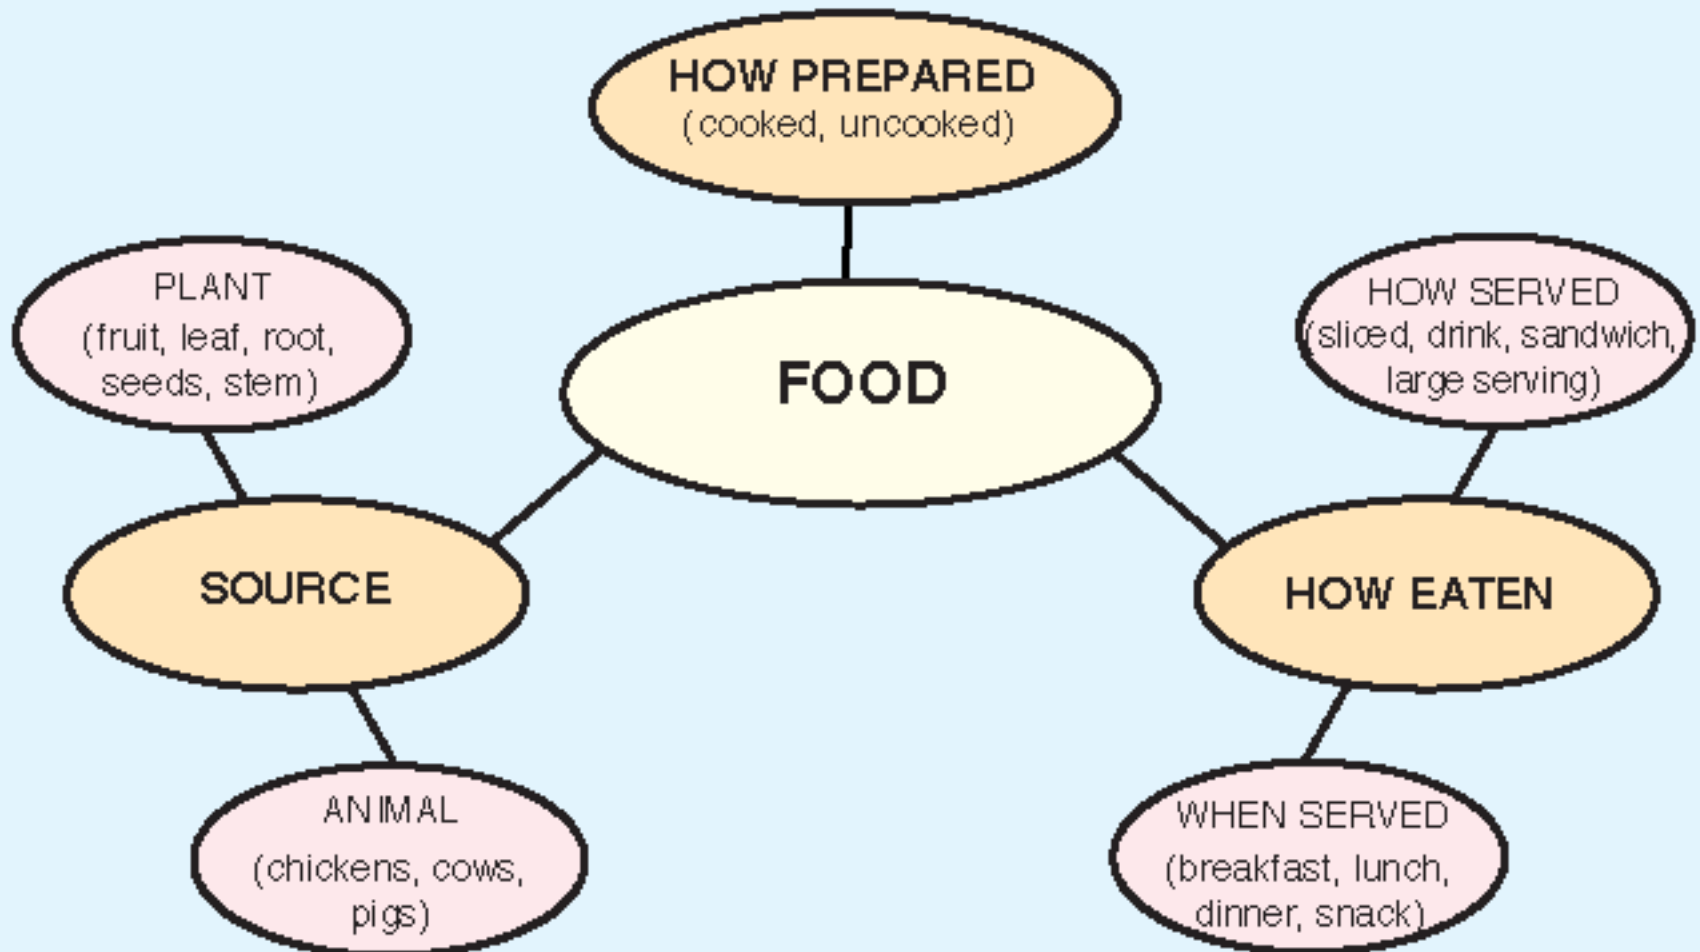 HOW PREPARED
(cooked, uncooked)
PLANT
(fruit, leaf, root,
seeds, stem)
HOW SERVED
(sliced, drink, sandwich,
large serving)
FOOD
SOURCE
HOW EATEN
ANIMAL
(chickens, cows,
pigs)
WHEN SERVED
(breakfast, lunch,
dinner, snack)